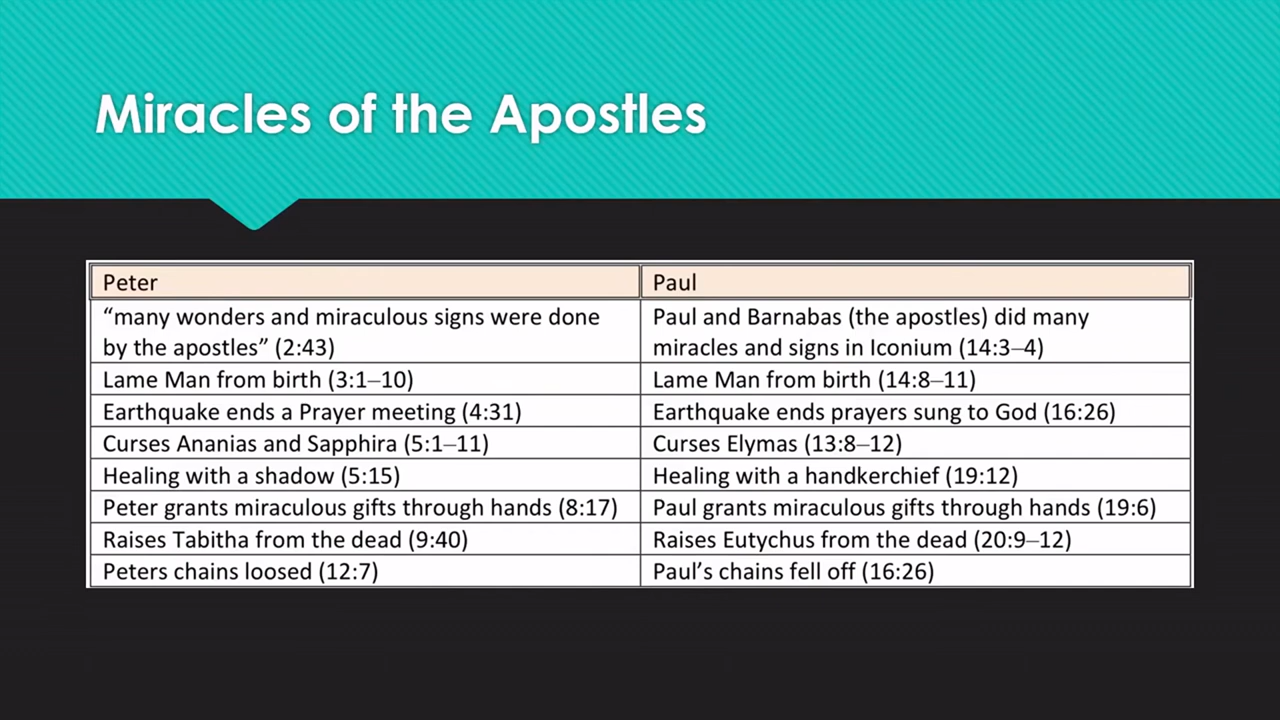 Miracles of the Apostles
Peter
Paul
“many wonders and miraculous signs were done
by the apostles” (2:43)
Paul and Barnabas (the apostles) did many
miracles and signs in Iconium (14:3–4)
Lame Man from birth (3:1–10)
Lame Man from birth (14:8–11)
Earthquake ends a Prayer meeting (4:31)
Earthquake ends prayers sung to God (16:26)
Curses Ananias and Sapphira (5:1–11)
Curses Elymas (13:8–12)
Healing with a shadow (5:15)
Healing with a handkerchief (19:12)
Peter grants miraculous gifts through hands (8:17)
Paul grants miraculous gifts through hands (19:6)
Raises Tabitha from the dead (9:40)
Raises Eutychus from the dead (20:9–12)
Peters chains loosed (12:7)
Paul’s chains fell off (16:26)